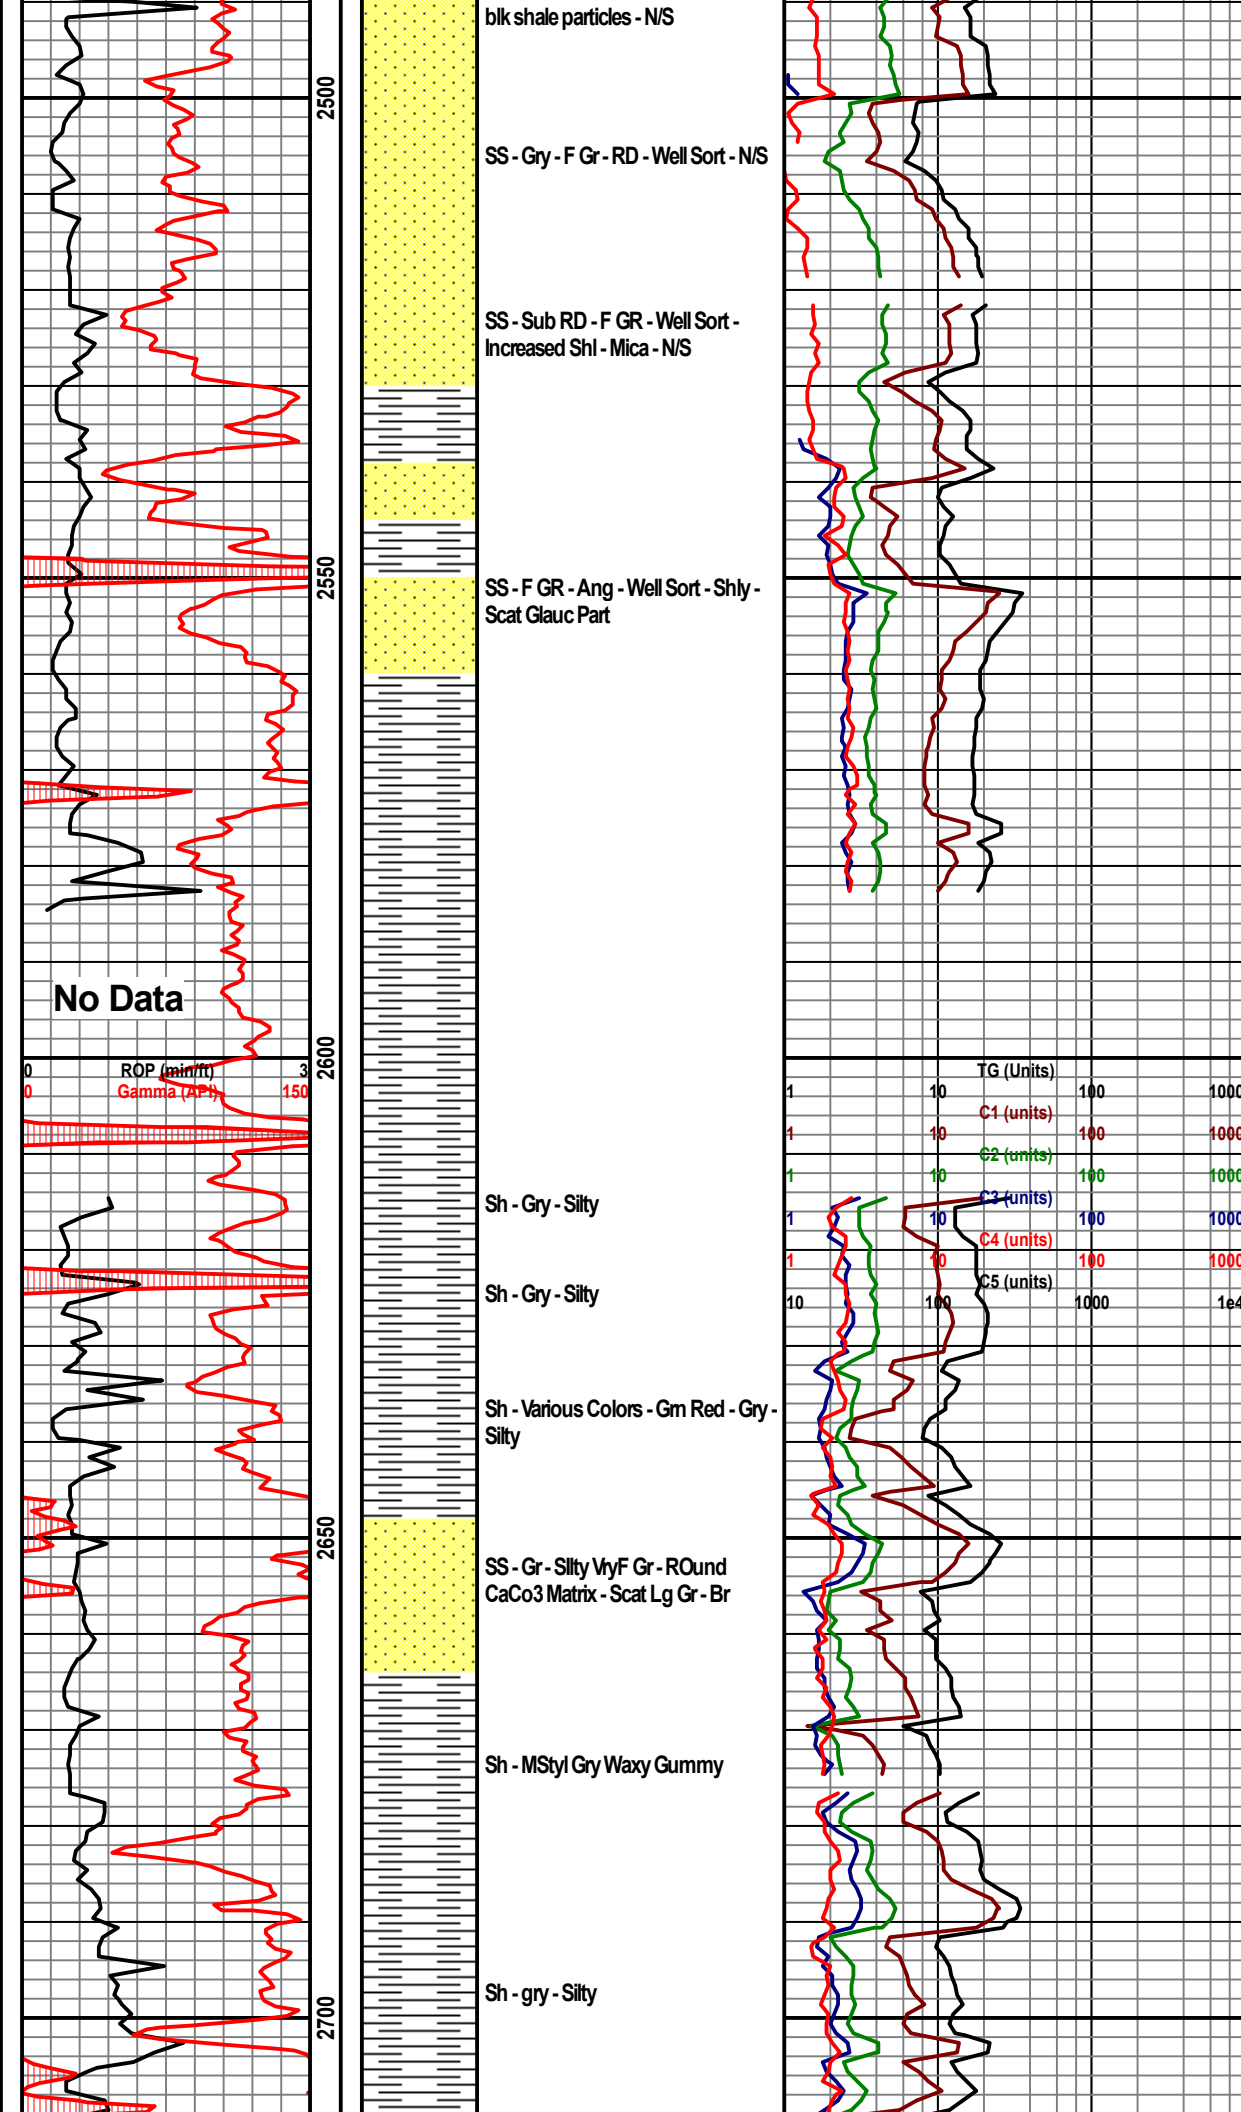 blk shale particles - N/S
2500
SS - Gry - F Gr - RD - Well Sort - N/S
SS - Sub RD - F GR - Well Sort -
Increased Shl - Mica - N/S
2550
SS - F GR - Ang - Well Sort - Shly -
Scat Glauc Part
No Data
2600
0 ROP (min/ft) 3
0 Gamma (API) 150
TG (Units)
1 10 100 1000
C1 (units)
1 10 100 1000
C2 (units)
1 10 100 1000
C3 (units)
1 10 100 1000
C4 (units)
1 10 100 1000
C5 (units)
10 100 1000 1e4
Sh - Gry - Silty
Sh - Gry - Silty
Sh - Various Colors - Grn Red - Gry -
Silty
2650
SS - Gr - SIlty VryF Gr - ROund
CaCo3 Matrix - Scat Lg Gr - Br
Sh - MStyl Gry Waxy Gummy
Sh - gry - Silty
2700